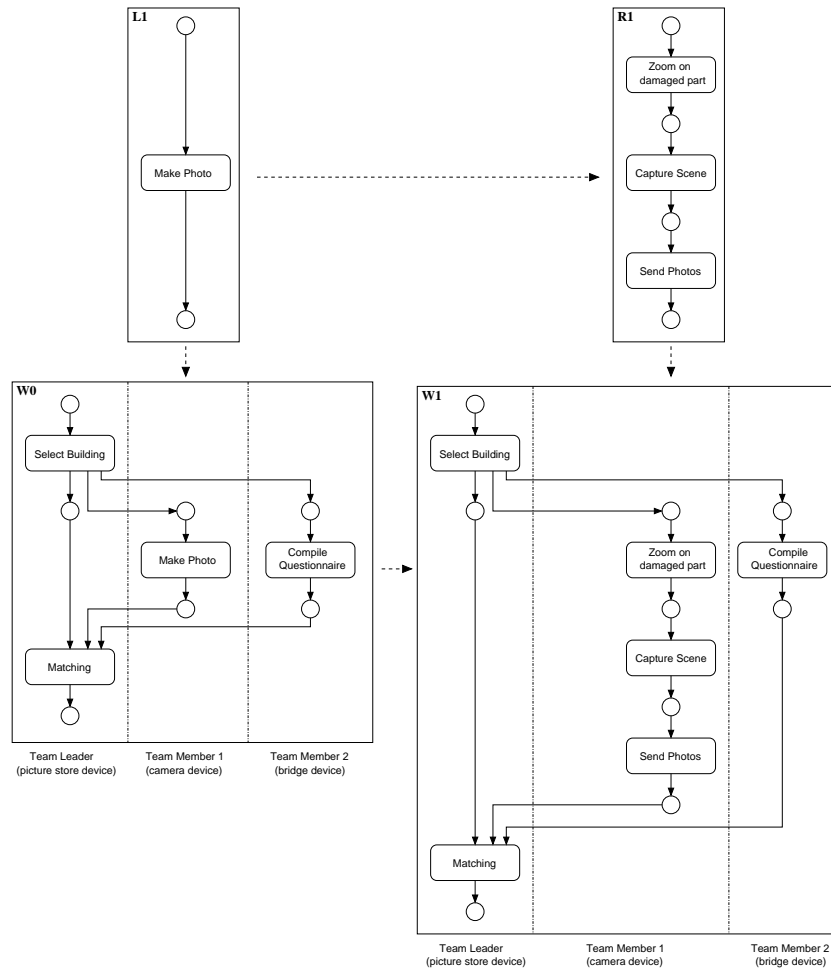 L1
Make Photo
R1
Zoom on
damaged part
Capture Scene
Send Photos
W0
Select Building
Make Photo
Compile
Questionnaire
Matching
Team Leader
(picture store device)
Team Member 1
(camera device)
Team Member 2
(bridge device)
W1
Select Building
Zoom on
damaged part
Compile
Questionnaire
Capture Scene
Send Photos
Matching
Team Leader
(picture store device)
Team Member 1
(camera device)
Team Member 2
(bridge device)